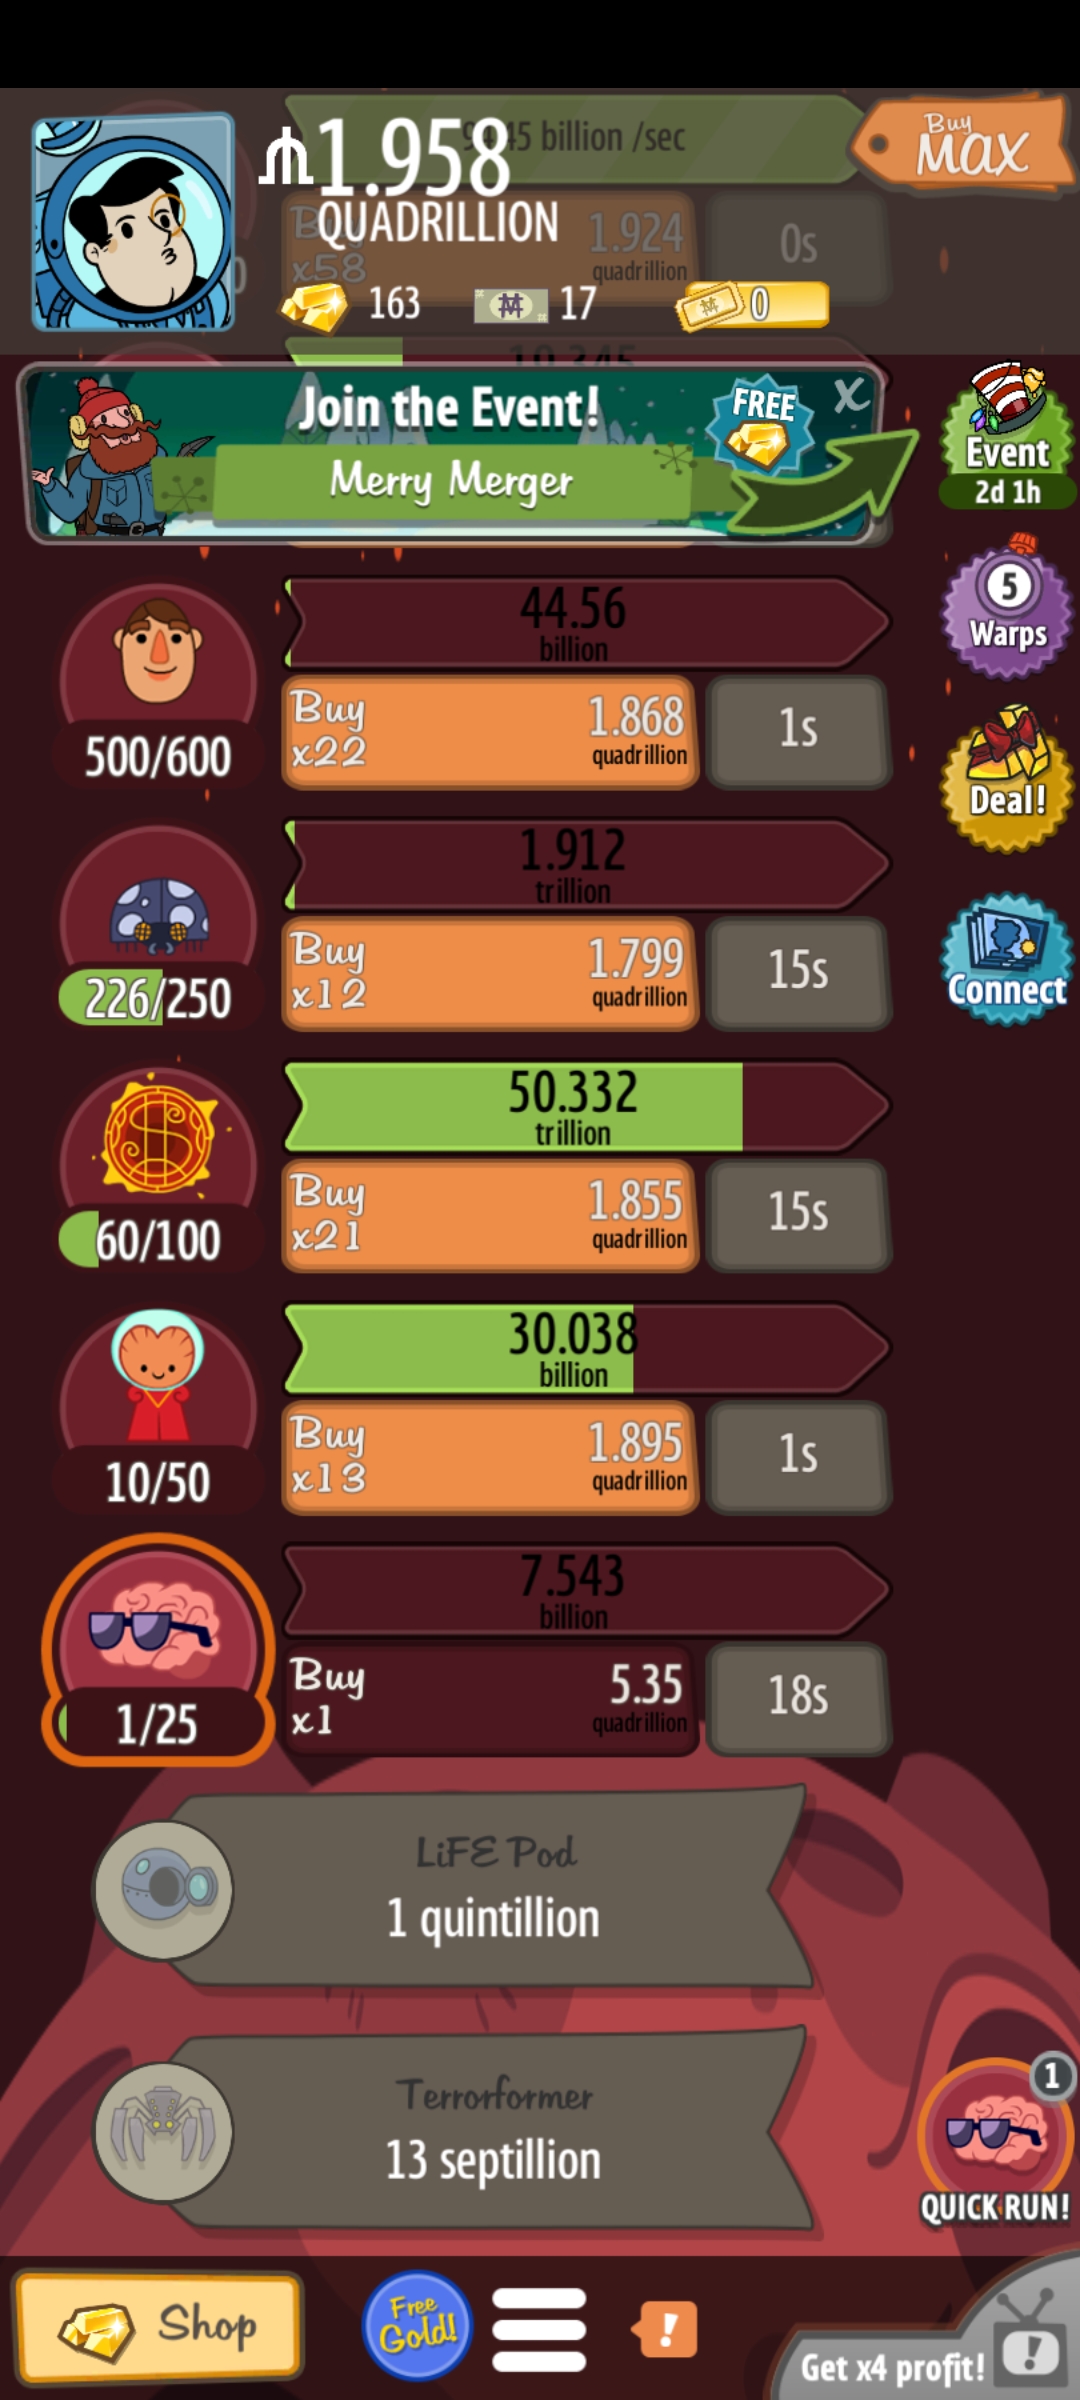 1.958
QUADRILLION
billion /sec
Buy
MAX
x58
1.924
quadrillion
0s
163
17
0
Join the Event!
Merry Merger
FREE
X
Event
2d 1h
44.56
billion
500/600
Buy
x22
1.868
quadrillion
1s
5
Warps
1.912
trillion
226/250
Buy
x12
1.799
quadrillion
15s
Deal!
Connect
50.332
trillion
60/100
Buy
x21
1.855
quadrillion
15s
30.038
billion
10/50
Buy
x13
1.895
quadrillion
1s
7.543
billion
1/25
Buy
x1
5.35
quadrillion
18s
LiFE Pod
1 quintillion
Terrorformer
13 septillion
1
QUICK RUN!
Shop
Free
Gold!
!
Get x4 profit!
!